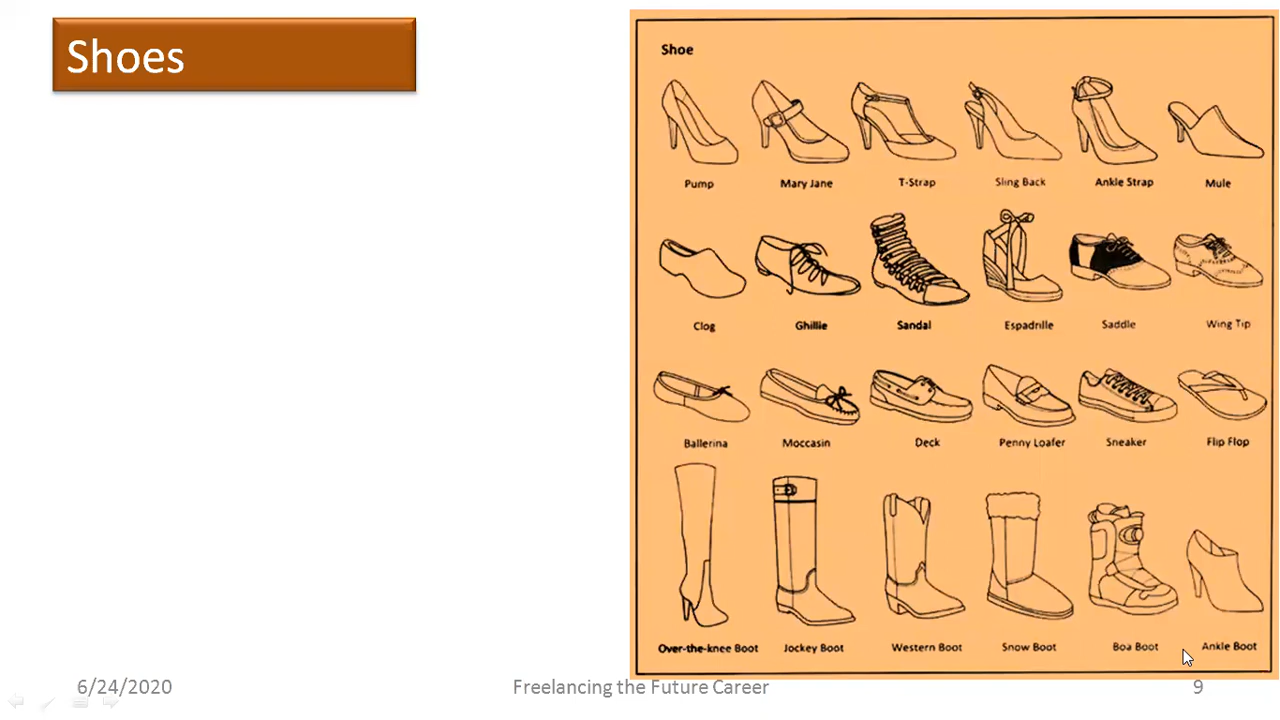 Shoes
Shoe
Pump Mary Jane T-Strap Sling Back Ankle Strap Mule
Clog Ghillie Sandal Espadrille Saddle Wing Tip
Ballerina Moccasin Deck Penny Loafer Sneaker Flip Flop
Over-the-knee Boot Jockey Boot Western Boot Snow Boot Boa Boot Ankle Boot
6/24/2020 Freelancing the Future Career 9